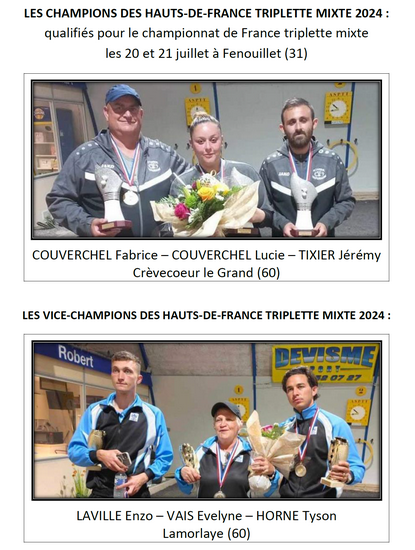 LES CHAMPIONS DES HAUTS-DE-FRANCE TRIPLETTE MIXTE 2024 :
qualifiés pour le championnat de France triplette mixte
les 20 et 21 juillet à Fenouillet (31)
COUVERCHEL Fabrice – COUVERCHEL Lucie – TIXIER Jérémy
Crèvecoeur le Grand (60)
LES VICE-CHAMPIONS DES HAUTS-DE-FRANCE TRIPLETTE MIXTE 2024 :
Robert
DEVISME
LAVILLE Enzo – VAIS Evelyne – HORNE Tyson
Lamorlaye (60)